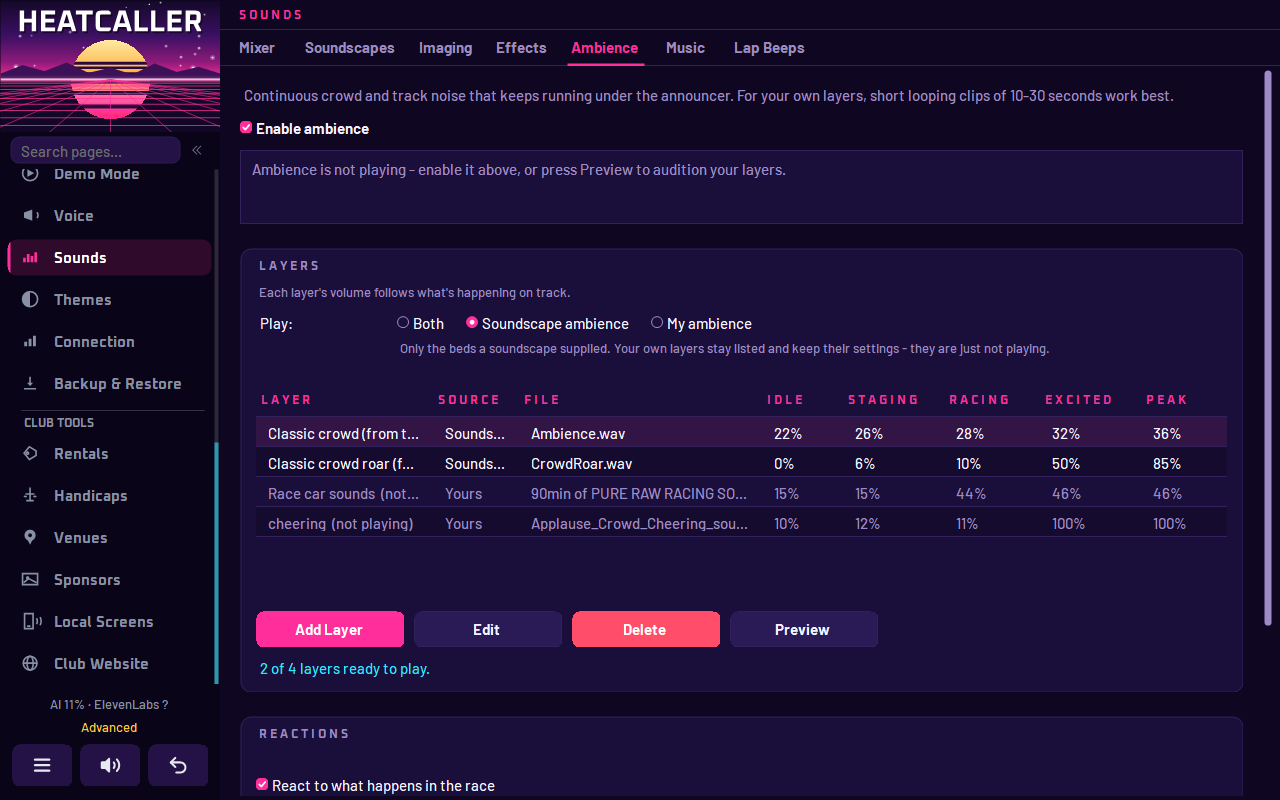 HEATCALLER
Search pages...
Demo Mode
Voice
Sounds
Themes
Connection
Backup & Restore
CLUB TOOLS
Rentals
Handicaps
Venues
Sponsors
Local Screens
Club Website
AI 11% · ElevenLabs ?
Advanced
SOUNDS
Mixer Soundscapes Imaging Effects Ambience Music Lap Beeps
Continuous crowd and track noise that keeps running under the announcer. For your own layers, short looping clips of 10-30 seconds work best.
Enable ambience
Ambience is not playing - enable it above, or press Preview to audition your layers.
LAYERS
Each layer's volume follows what's happening on track.
Play: Both Soundscape ambience My ambience
Only the beds a soundscape supplied. Your own layers stay listed and keep their settings - they are just not playing.
LAYER SOURCE FILE IDLE STAGING RACING EXCITED PEAK
Classic crowd (from t... Sounds... Ambience.wav 22% 26% 28% 32% 36%
Classic crowd roar (f... Sounds... CrowdRoar.wav 0% 6% 10% 50% 85%
Race car sounds (not... Yours 90min of PURE RAW RACING SO... 15% 15% 44% 46% 46%
cheering (not playing) Yours Applause_Crowd_Cheering_sou... 10% 12% 11% 100% 100%
Add Layer Edit Delete Preview
2 of 4 layers ready to play.
REACTIONS
React to what happens in the race